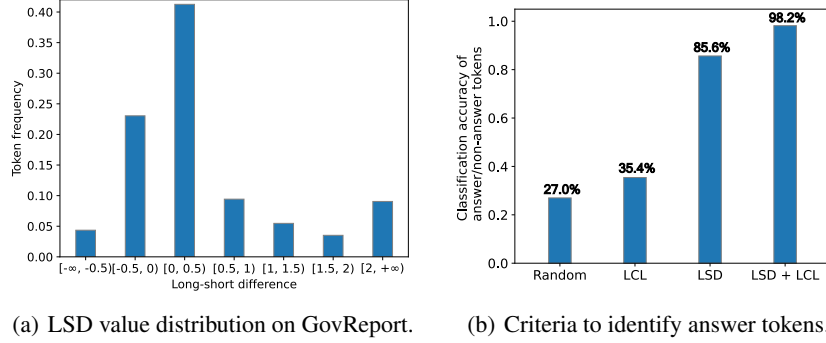 0.40
0.35
0.30
0.25
0.20
0.15
0.10
0.05
0.00
Token frequency
[-∞, -0.5) [-0.5, 0) [0, 0.5) [0.5, 1) [1, 1.5) [1.5, 2) [2, +∞)
Long-short difference
(a) LSD value distribution on GovReport.
1.0
0.8
0.6
0.4
0.2
0.0
Classification accuracy of
answer/non-answer tokens
27.0%
35.4%
85.6%
98.2%
Random LCL LSD LSD + LCL
(b) Criteria to identify answer tokens.